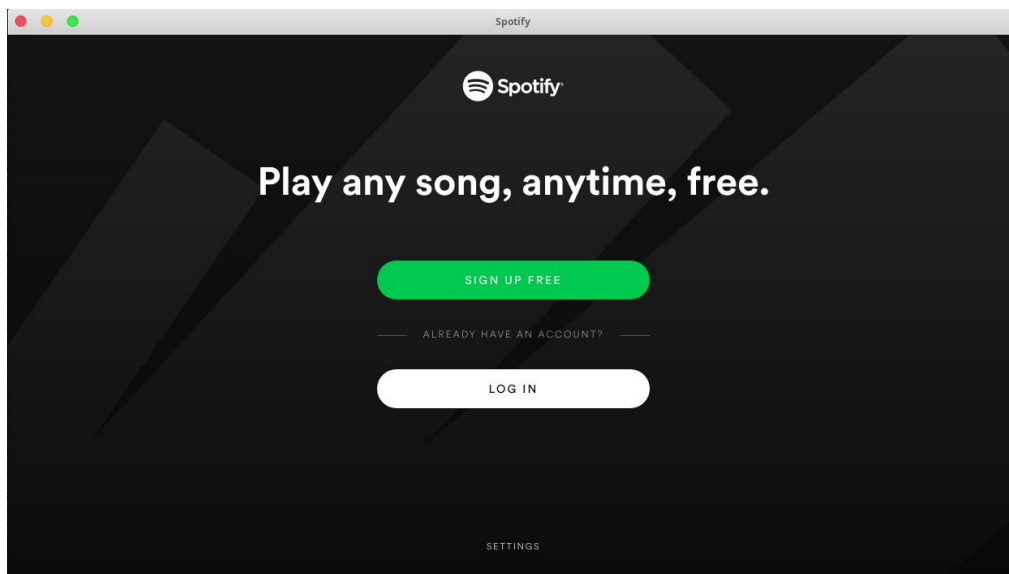 Spotify
Spotify
Play any song, anytime, free.
SIGN UP FREE
ALREADY HAVE AN ACCOUNT?
LOG IN
SETTINGS